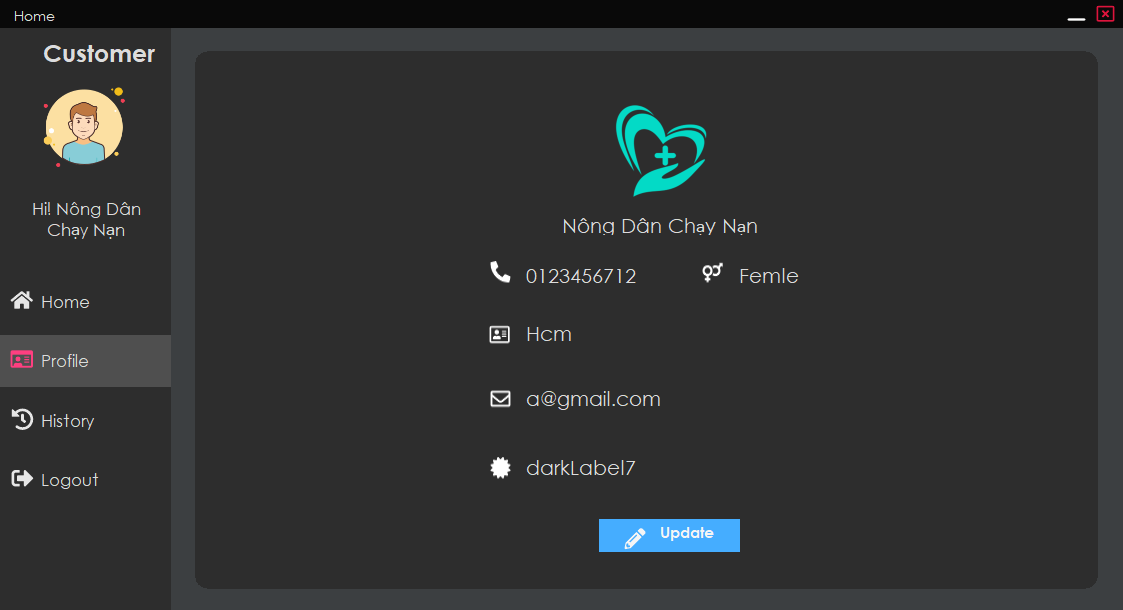 Home
Customer
Hi! Nông Dân
Chạy Nạn
Home
Profile
History
Logout
Nông Dân Chạy Nạn
0123456712
Femle
Hcm
a@gmail.com
darkLabel7
Update